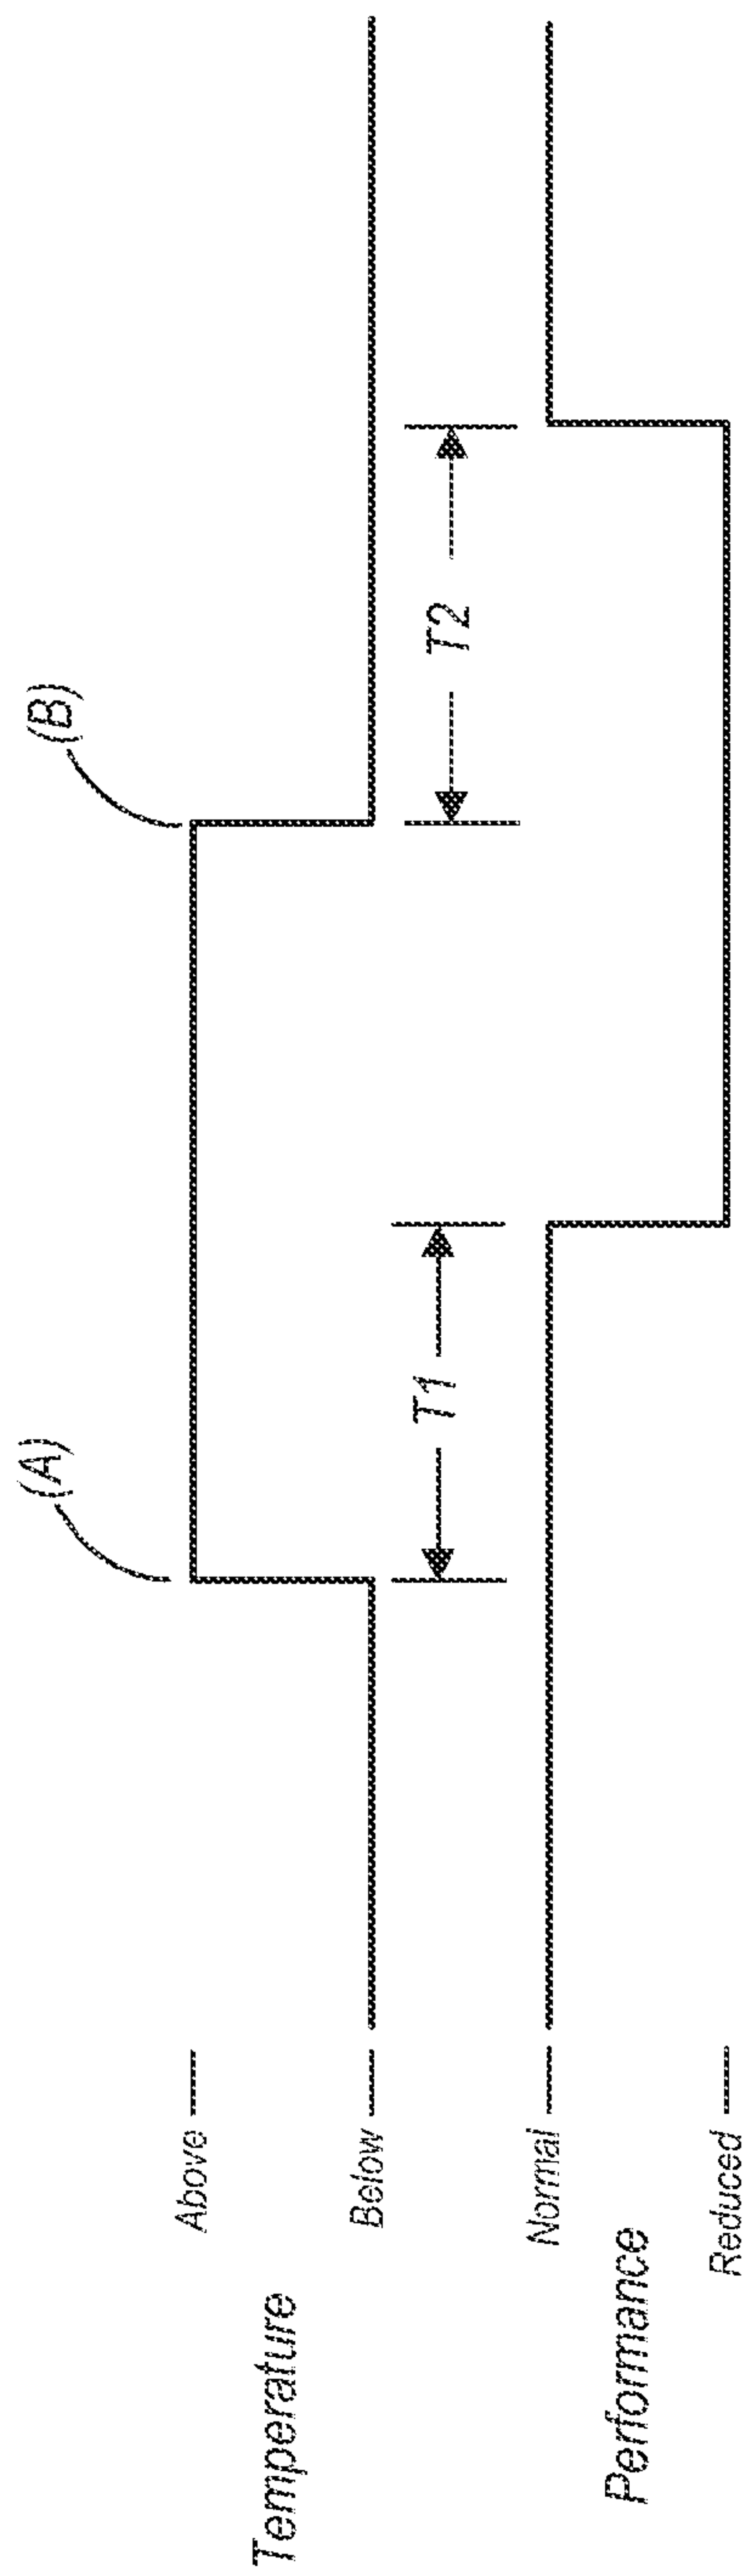 (A)
(B)
Above
Temperature
Below
T1
T2
Normal
Performance
Reduced